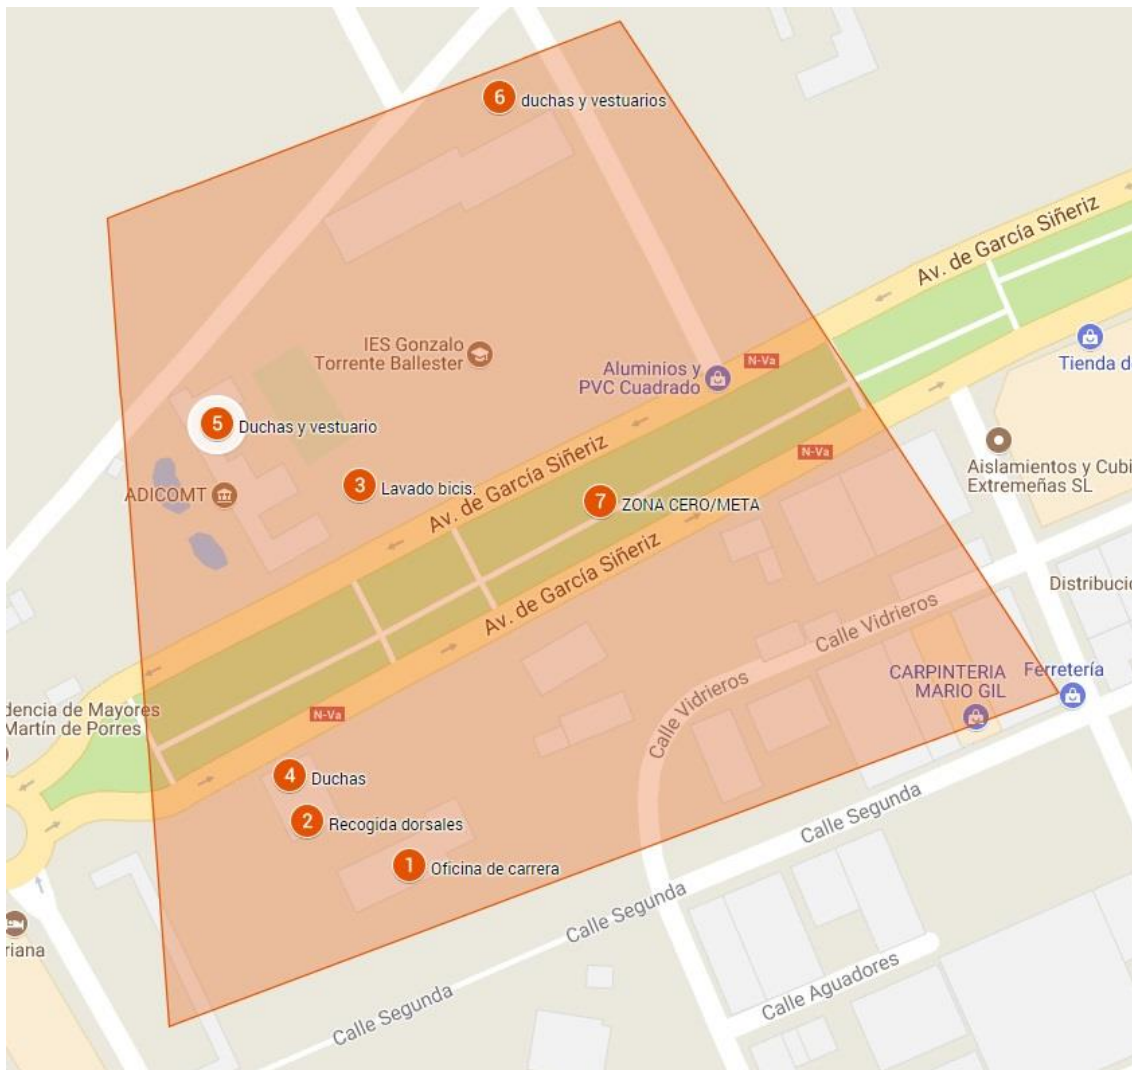 6 duchas y vestuarios
Av. de García Siñeriz
IES Gonzalo
Torrente Ballester
Aluminios y
PVC Cuadrado
N-Va
Tienda d
5 Duchas y vestuario
N-Va
Aislamientos y Cubi
Extremeñas SL
ADICOMT
3 Lavado bicis.
Av. de García Siñeriz
7 ZONA CERO/META
Av. de García Siñeriz
Distribuci
Calle Vidrieros
CARPINTERIA
MARIO GIL
Ferretería
Calle Vidrieros
dencia de Mayores
Martín de Porres
N-Va
4 Duchas
2 Recogida dorsales
Calle Segunda
1 Oficina de carrera
Calle Segunda
riana
Calle Aguadores
Calle Segunda